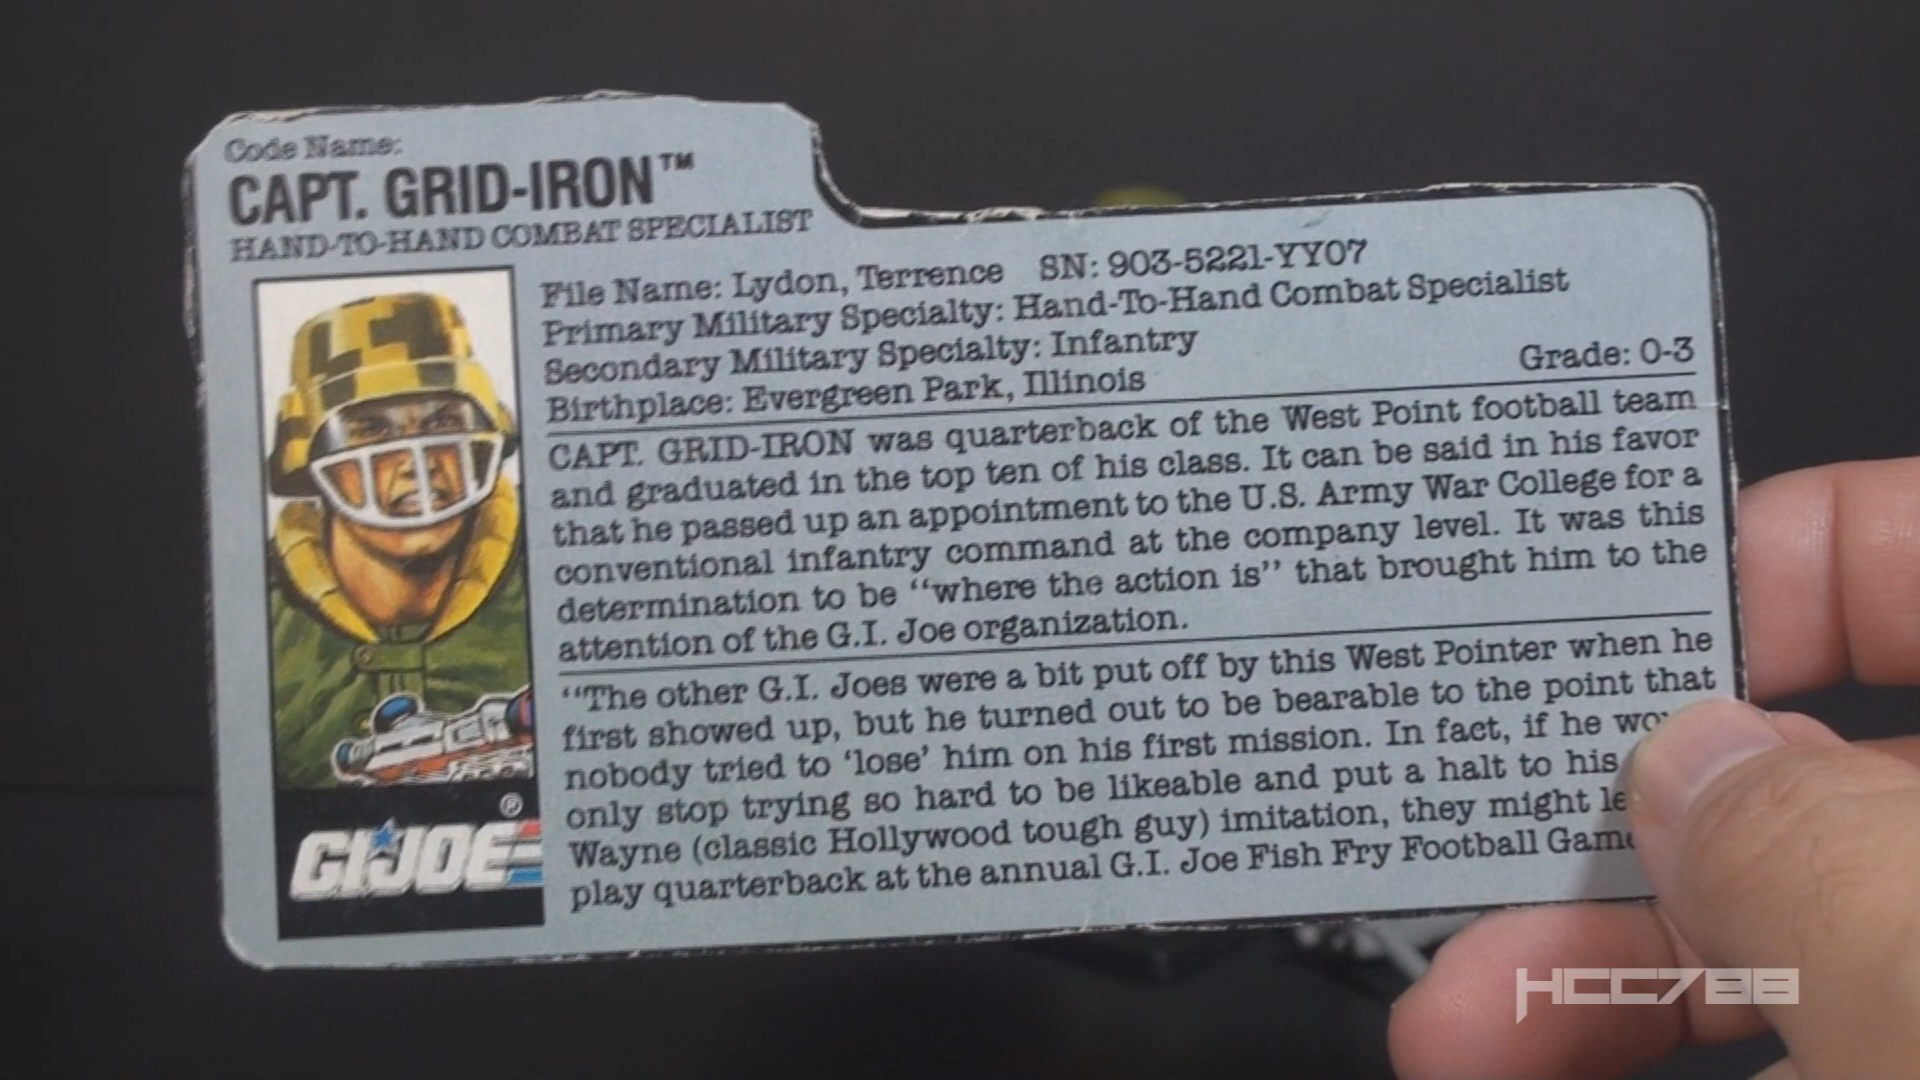 Code Name:
CAPT. GRID-IRON™
HAND-TO-HAND COMBAT SPECIALIST
File Name: Lydon, Terrence SN: 903-5221-YY07
Primary Military Specialty: Hand-To-Hand Combat Specialist
Secondary Military Specialty: Infantry
Birthplace: Evergreen Park, Illinois Grade: O-3
CAPT. GRID-IRON was quarterback of the West Point football team
and graduated in the top ten of his class. It can be said in his favor
that he passed up an appointment to the U.S. Army War College for a
conventional infantry command at the company level. It was this
determination to be “where the action is” that brought him to the
attention of the G.I. Joe organization.
“The other G.I. Joes were a bit put off by this West Pointer when he
first showed up, but he turned out to be bearable to the point that
nobody tried to ‘lose’ him on his first mission. In fact, if he
only stop trying so hard to be likeable and put a halt to his
Wayne (classic Hollywood tough guy) imitation, they might
play quarterback at the annual G.I. Joe Fish Fry Football
GI JOE®
HCC788